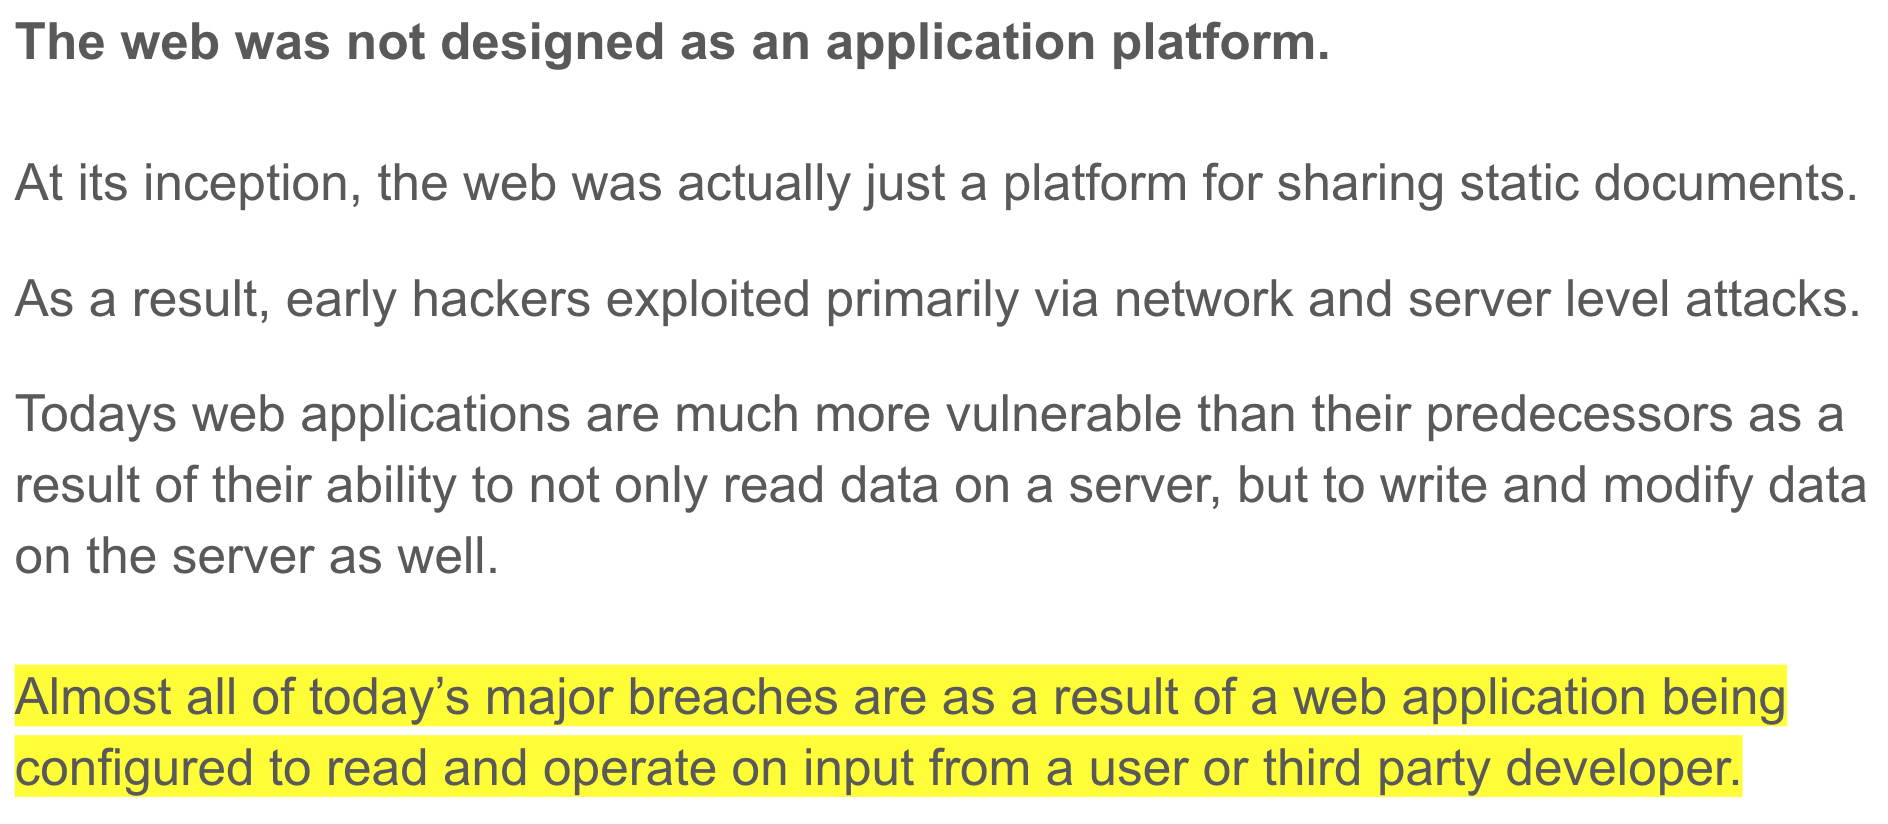 The web was not designed as an application platform.
At its inception, the web was actually just a platform for sharing static documents.
As a result, early hackers exploited primarily via network and server level attacks.
Todays web applications are much more vulnerable than their predecessors as a
result of their ability to not only read data on a server, but to write and modify data
on the server as well.
Almost all of today’s major breaches are as a result of a web application being
configured to read and operate on input from a user or third party developer.